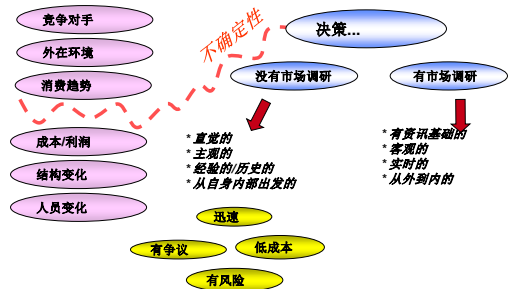 竞争对手
外在环境
消费趋势
成本/利润
结构变化
人员变化
不确定性
决策...
没有市场调研
有市场调研
* 直觉的
* 主观的
* 经验的/历史的
* 从自身内部出发的
* 有资讯基础的
* 客观的
* 实时的
* 从外到内的
迅速
有争议
低成本
有风险